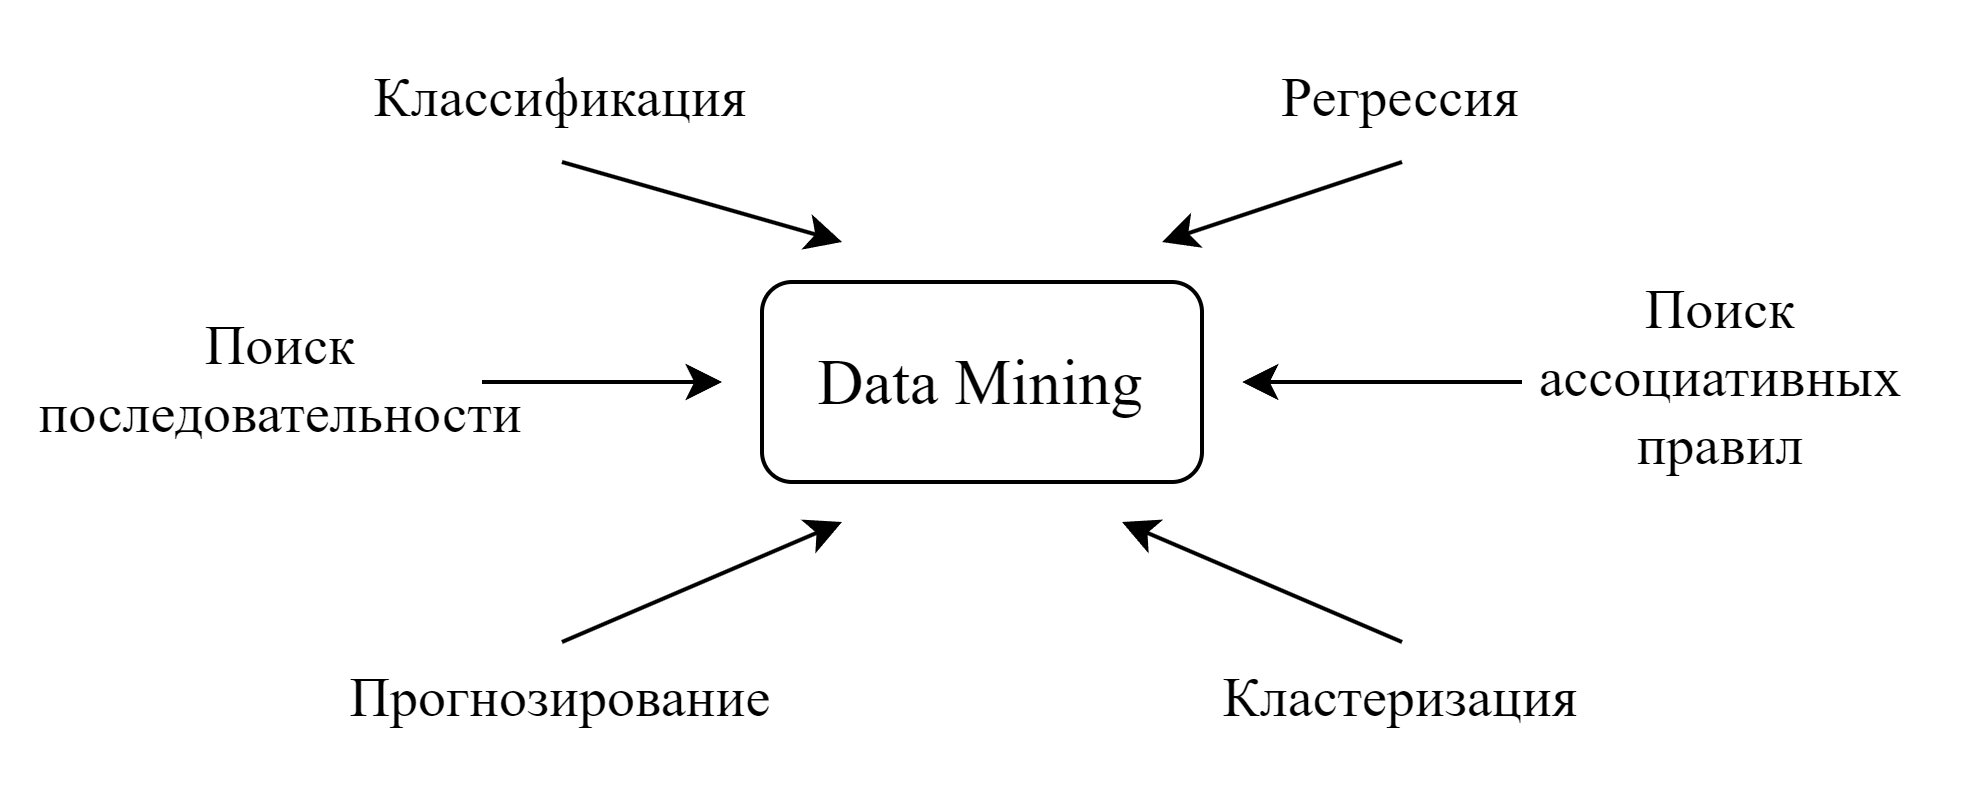 Классификация
Регрессия
Поиск
последовательности
Data Mining
Поиск
ассоциативных
правил
Прогнозирование
Кластеризация